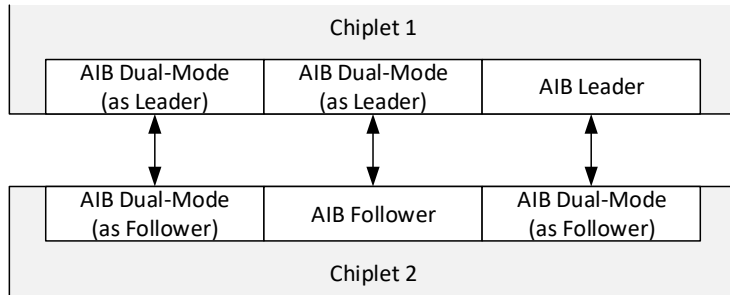 Chiplet 1
AIB Dual-Mode
(as Leader)
AIB Dual-Mode
(as Leader)
AIB Leader
AIB Dual-Mode
(as Follower)
AIB Follower
AIB Dual-Mode
(as Follower)
Chiplet 2